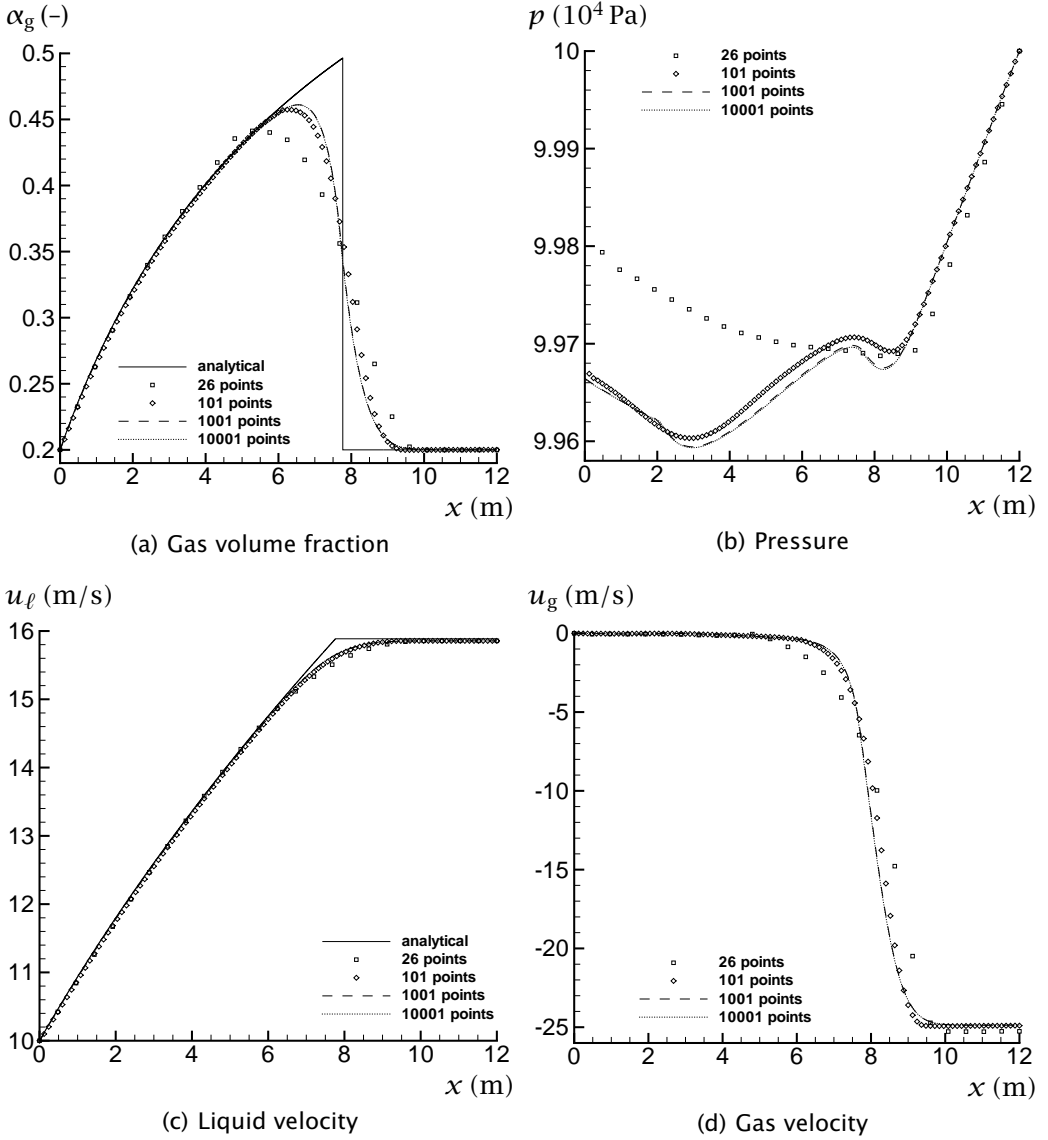 αg (–)
0.5
0.45
0.4
0.35
0.3
0.25
0.2
analytical
26 points
101 points
1001 points
10001 points
0 2 4 6 8 10 12
x (m)
(a) Gas volume fraction
p (10⁴ Pa)
10
9.99
9.98
9.97
9.96
26 points
101 points
1001 points
10001 points
0 2 4 6 8 10 12
x (m)
(b) Pressure
uℓ (m/s)
16
15
14
13
12
11
10
analytical
26 points
101 points
1001 points
10001 points
0 2 4 6 8 10 12
x (m)
(c) Liquid velocity
ug (m/s)
0
-5
-10
-15
-20
-25
26 points
101 points
1001 points
10001 points
0 2 4 6 8 10 12
x (m)
(d) Gas velocity